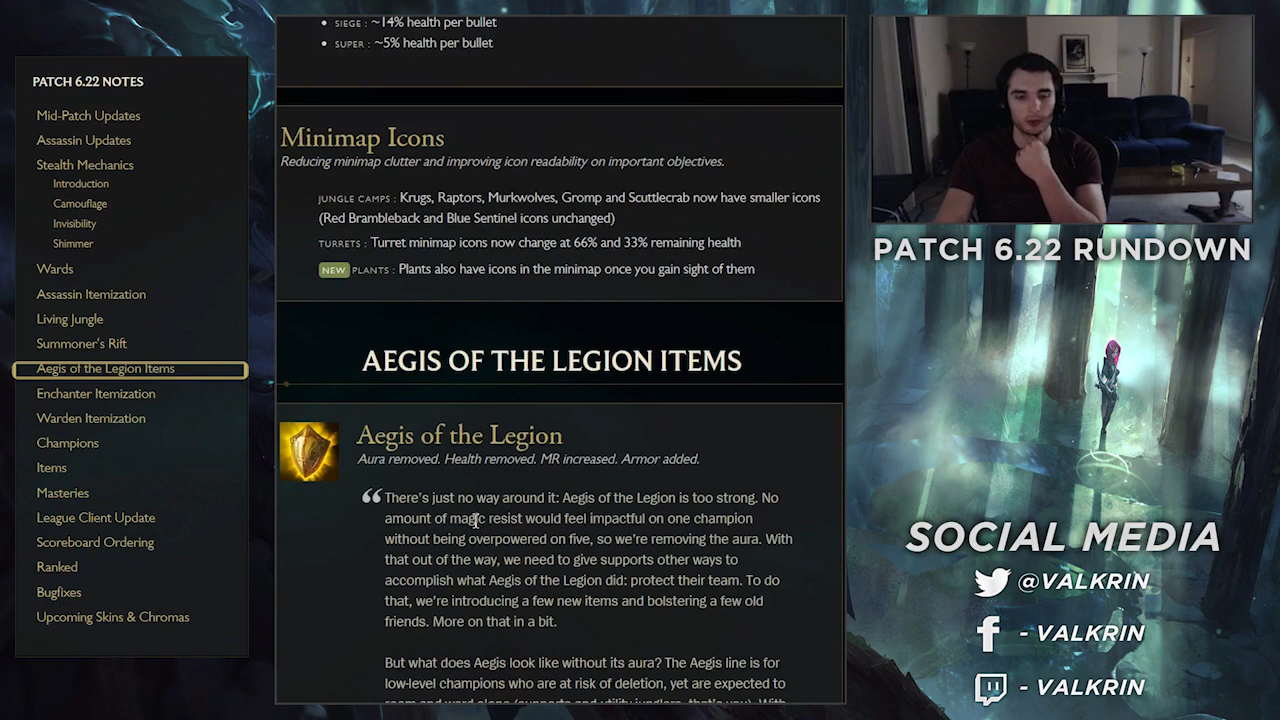 PATCH 6.22 NOTES
Mid-Patch Updates
Assassin Updates
Stealth Mechanics
Introduction
Camouflage
Invisibility
Shimmer
Wards
Assassin Itemization
Living Jungle
Summoner's Rift
Aegis of the Legion Items
Enchanter Itemization
Warden Itemization
Champions
Items
Masteries
League Client Update
Scoreboard Ordering
Ranked
Bugfixes
Upcoming Skins & Chromas
• SIEGE : ~14% health per bullet
• SUPER : ~5% health per bullet
Minimap Icons
Reducing minimap clutter and improving icon readability on important objectives.
JUNGLE CAMPS : Krugs, Raptors, Murkwolves, Gromp and Scuttlecrab now have smaller icons
(Red Brambleback and Blue Sentinel icons unchanged)
TURRETS : Turret minimap icons now change at 66% and 33% remaining health
NEW PLANTS : Plants also have icons in the minimap once you gain sight of them
AEGIS OF THE LEGION ITEMS
Aegis of the Legion
Aura removed. Health removed. MR increased. Armor added.
“There's just no way around it: Aegis of the Legion is too strong. No
amount of magic resist would feel impactful on one champion
without being overpowered on five, so we're removing the aura. With
that out of the way, we need to give supports other ways to
accomplish what Aegis of the Legion did: protect their team. To do
that, we're introducing a few new items and bolstering a few old
friends. More on that in a bit.
But what does Aegis look like without its aura? The Aegis line is for
low-level champions who are at risk of deletion, yet are expected to
roam and ward alone (supports and utility junglers, that's you). With
PATCH 6.22 RUNDOWN
SOCIAL MEDIA
@VALKRIN
- VALKRIN
- VALKRIN